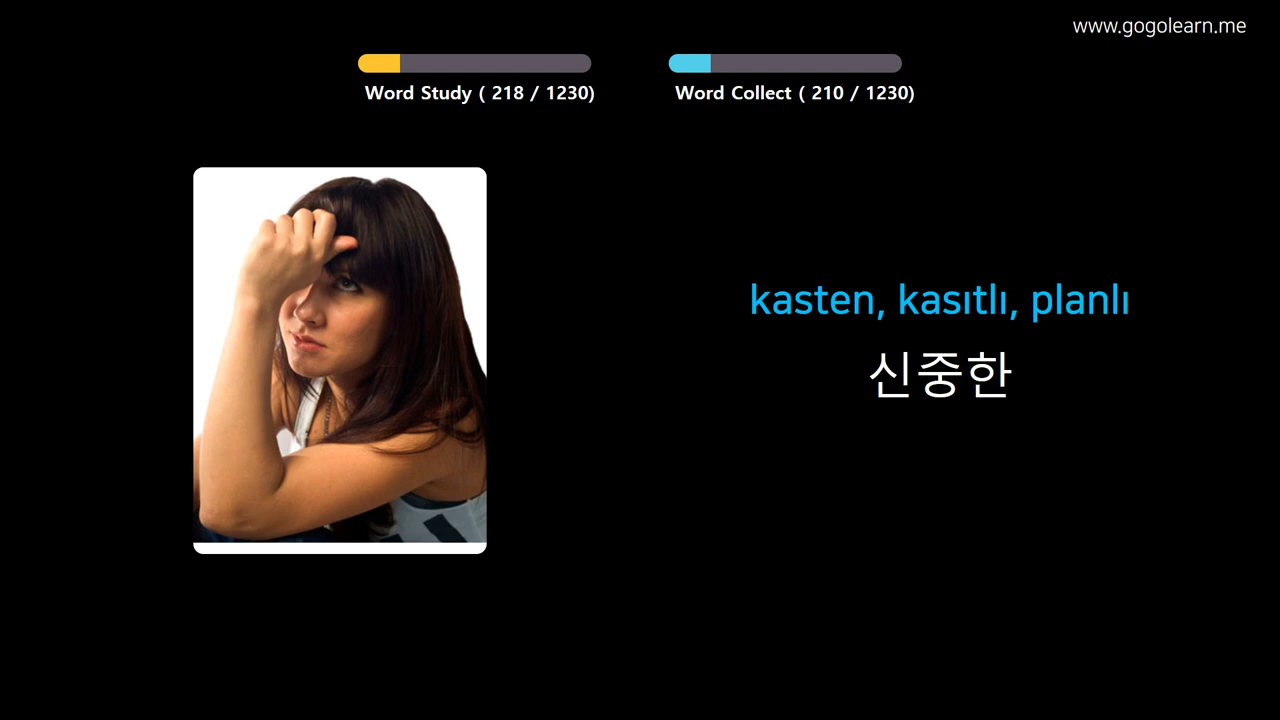 www.gogolearn.me
Word Study ( 218 / 1230)
Word Collect ( 210 / 1230)
kasten, kasıtlı, planlı
신중한